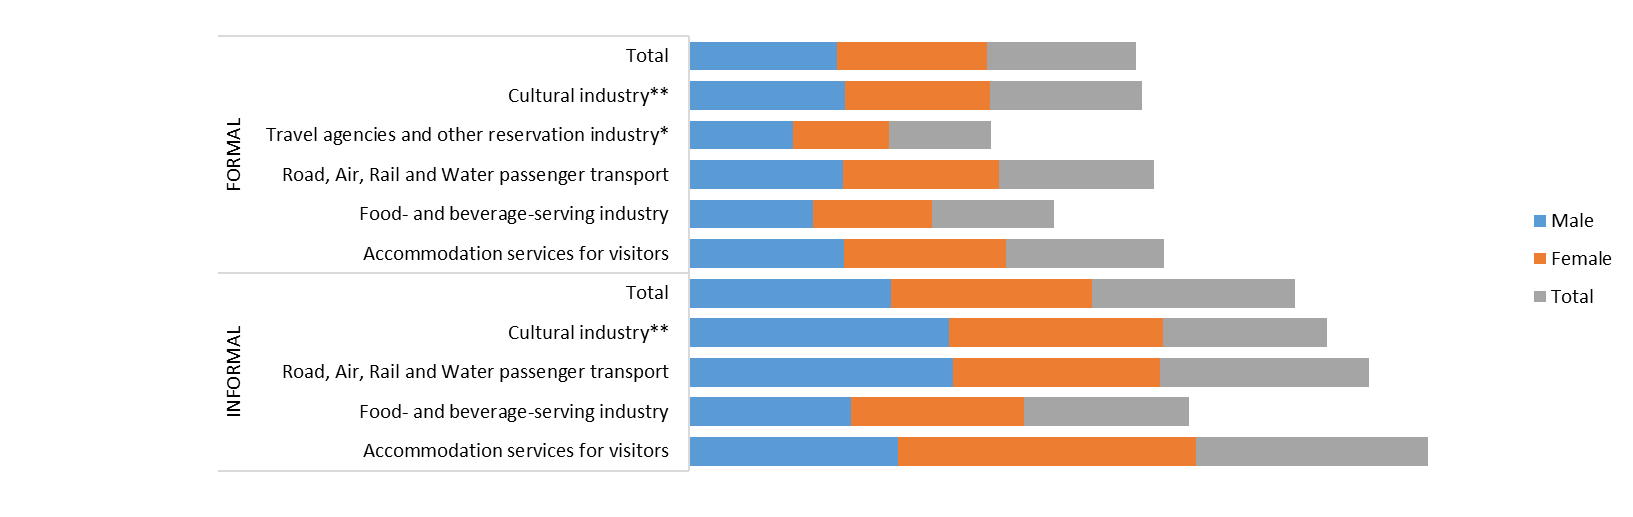 FORMAL
Total
Cultural industry**
Travel agencies and other reservation industry*
Road, Air, Rail and Water passenger transport
Food- and beverage-serving industry
Accommodation services for visitors
INFORMAL
Total
Cultural industry**
Road, Air, Rail and Water passenger transport
Food- and beverage-serving industry
Accommodation services for visitors
Male
Female
Total